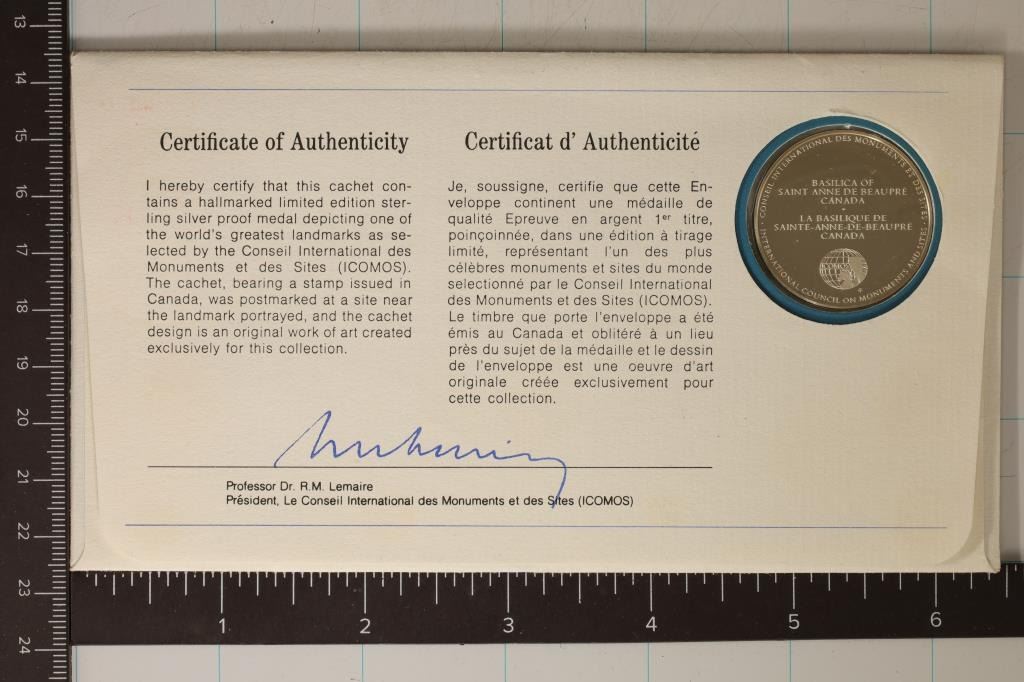 Certificate of Authenticity
I hereby certify that this cachet con-
tains a hallmarked limited edition ster-
ling silver proof medal depicting one of
the world's greatest landmarks as se-
lected by the Conseil International des
Monuments et des Sites (ICOMOS).
The cachet, bearing a stamp issued in
Canada, was postmarked at a site near
the landmark portrayed, and the cachet
design is an original work of art created
exclusively for this collection.
Certificat d' Authenticité
Je, soussigne, certifie que cette En-
veloppe continent une médaille de
qualité Epreuve en argent 1er titre,
poinçoinnée, dans une édition à tirage
limité, représentant l'un des plus
célèbres monuments et sites du monde
selectionné par le Conseil International
des Monuments et des Sites (ICOMOS).
Le timbre que porte l'enveloppe a été
émis au Canada et oblitéré à un lieu
près du sujet de la médaille et le dessin
de l'enveloppe est une oeuvre d'art
originale créée exclusivement pour
cette collection.
Professor Dr. R.M. Lemaire
Président, Le Conseil International des Monuments et des Sites (ICOMOS)
CONSEIL INTERNATIONAL DES MONUMENTS ET DES SITES
BASILICA OF
SAINT ANNE DE BEAUPRÉ
CANADA
LA BASILIQUE DE
SAINTE-ANNE-DE-BEAUPRÉ
CANADA
INTERNATIONAL COUNCIL ON MONUMENTS AND SITES
13
14
15
16
17
18
19
20
21
22
23
24
1 2 3 4 5 6